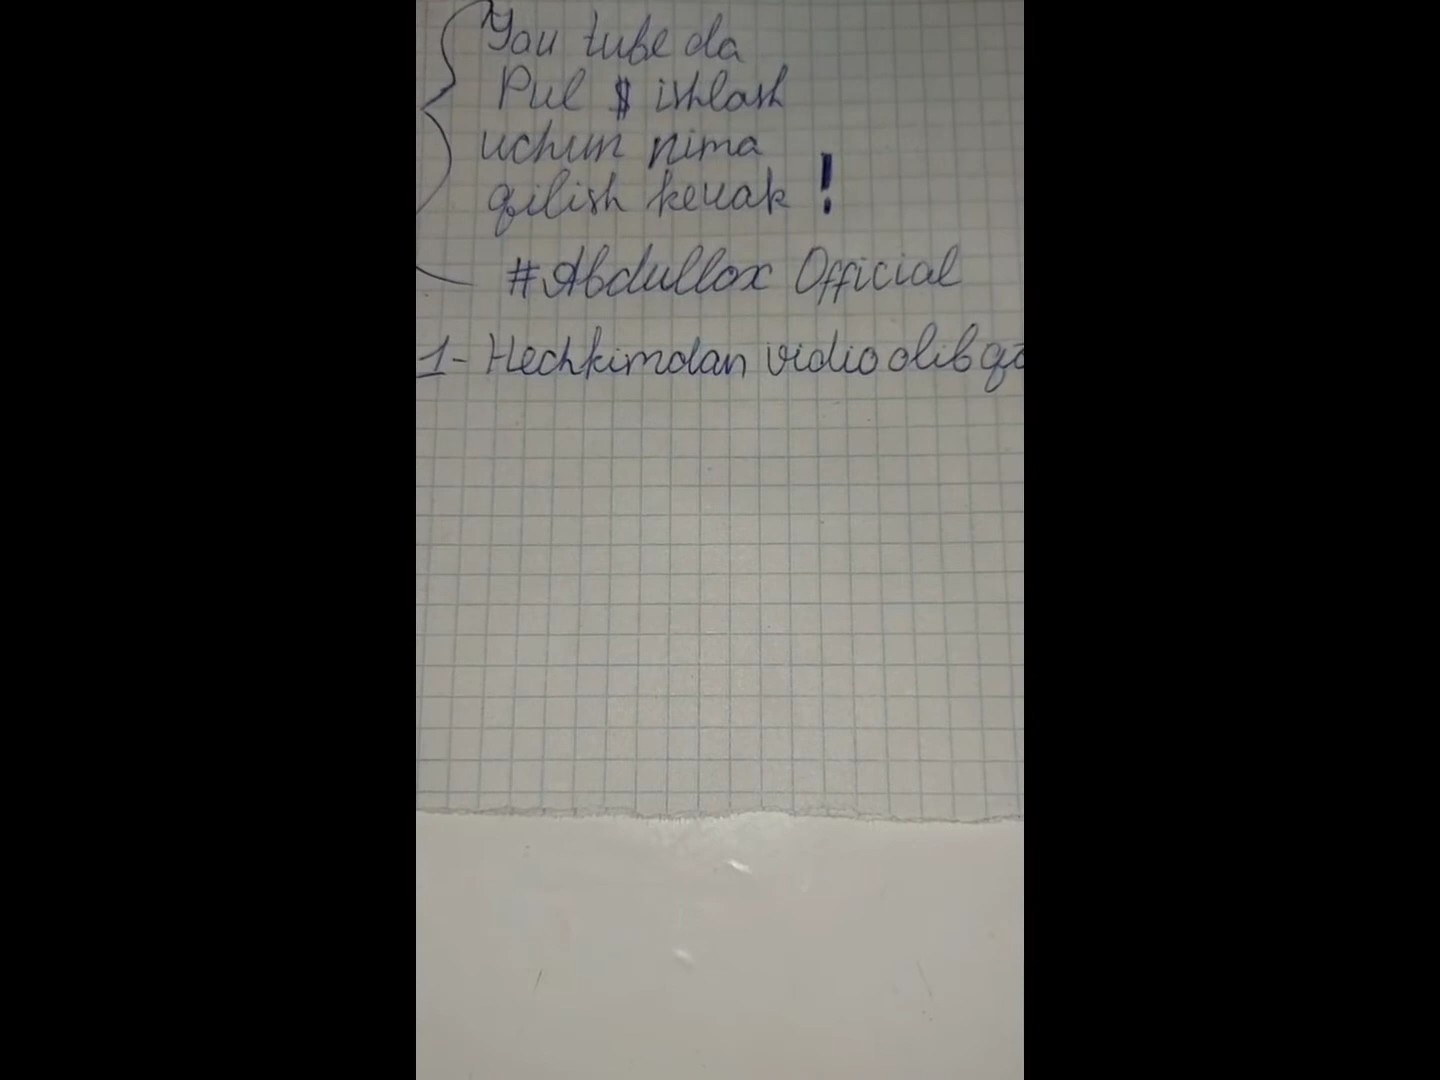 You tube da
Pul $ ishlash
uchun nima
qilish kerak !
#Abdullox Official
1- Hechkimdan vidio olib